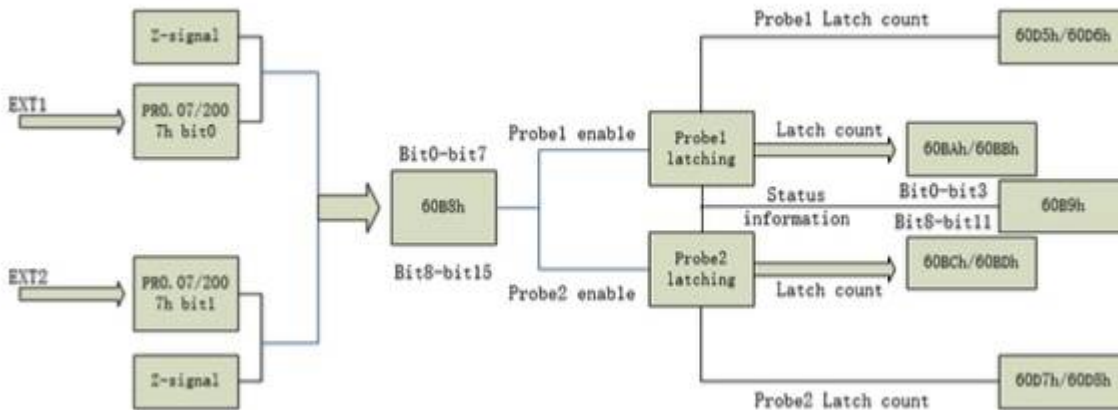 Z-signal
EXT1
PR0.07/200
7h bit0
Probe1 Latch count
60D5h/60D6h
Probe1 enable
Probe1
latching
Latch count
60BAh/60BBh
Bit0-bit7
60B8h
Bit8-bit15
Status
information
Bit0-bit3
60B9h
Bit8-bit11
EXT2
PR0.07/200
7h bit1
Probe2 enable
Probe2
latching
Latch count
60BCh/60BDh
Z-signal
Probe2 Latch count
60D7h/60D8h